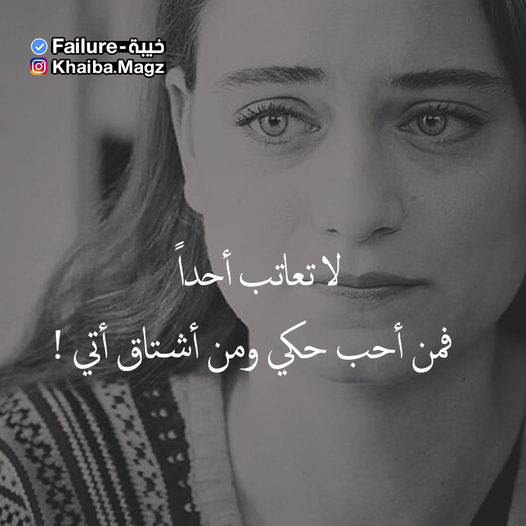 Failure-خيبة
Khaiba.Magz
لا تعاتب أحداً
فمن أحب حكي ومن أشتاق أتي !